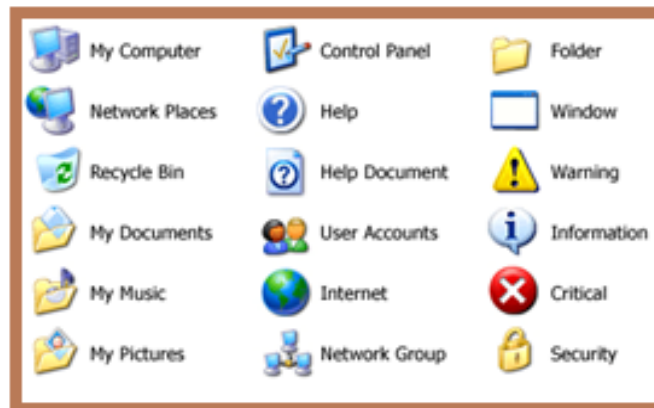 My Computer
Control Panel
Folder
Network Places
Help
Window
Recycle Bin
Help Document
Warning
My Documents
User Accounts
Information
My Music
Internet
Critical
My Pictures
Network Group
Security